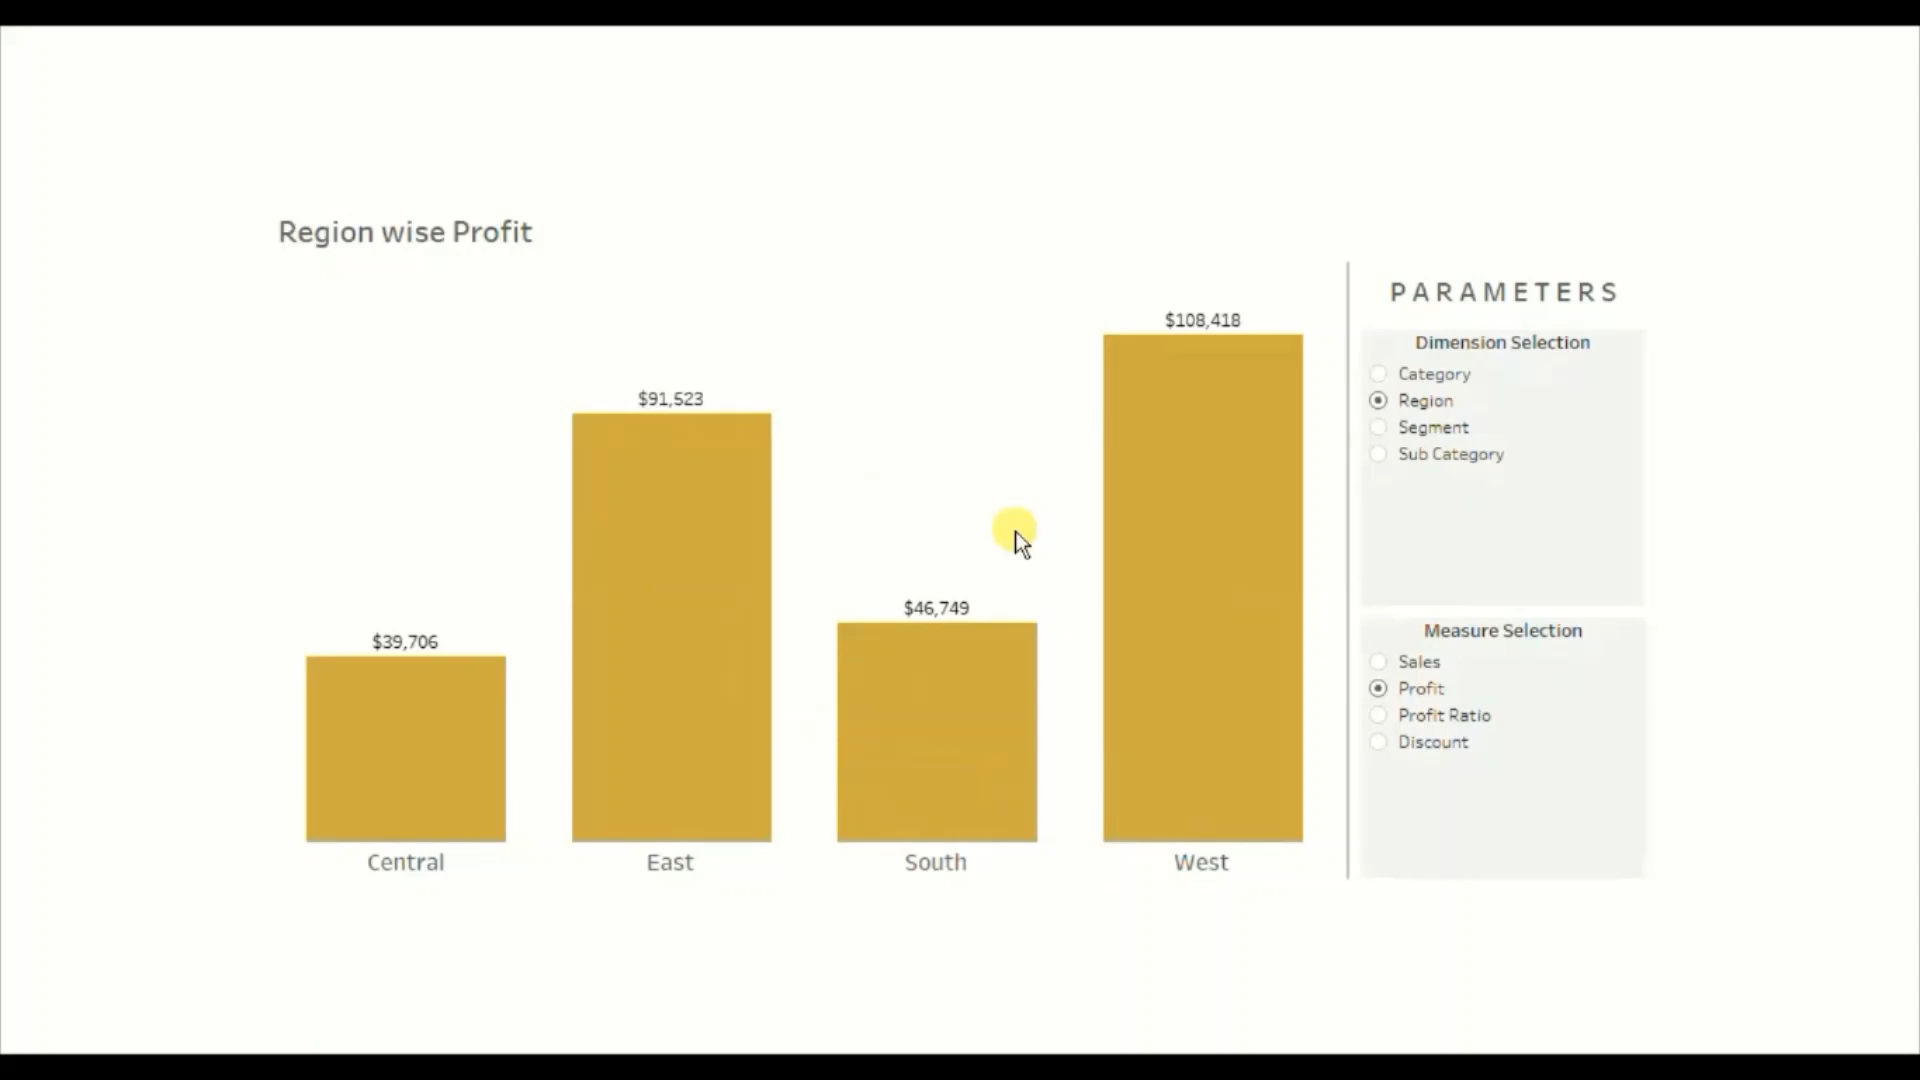 Region wise Profit
$39,706
$91,523
$46,749
$108,418
Central
East
South
West
PARAMETERS
Dimension Selection
Category
Region
Segment
Sub Category
Measure Selection
Sales
Profit
Profit Ratio
Discount